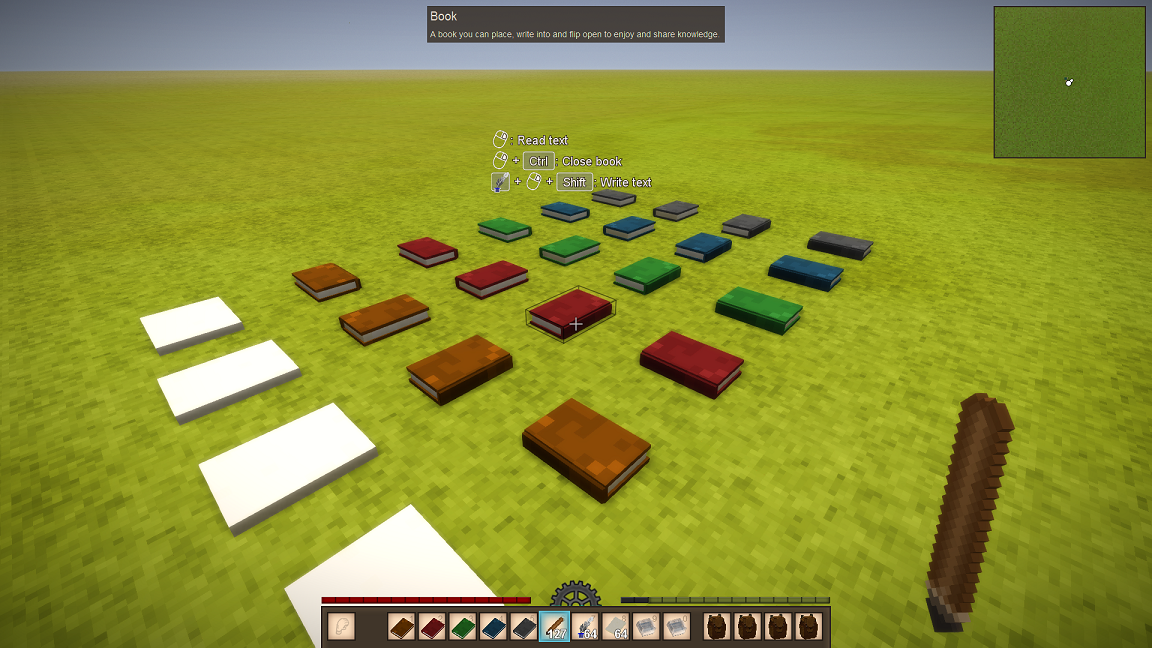 Book
A book you can place, write into and flip open to enjoy and share knowledge.
: Read text
+ Ctrl : Close book
+ + Shift : Write text
127 64 64